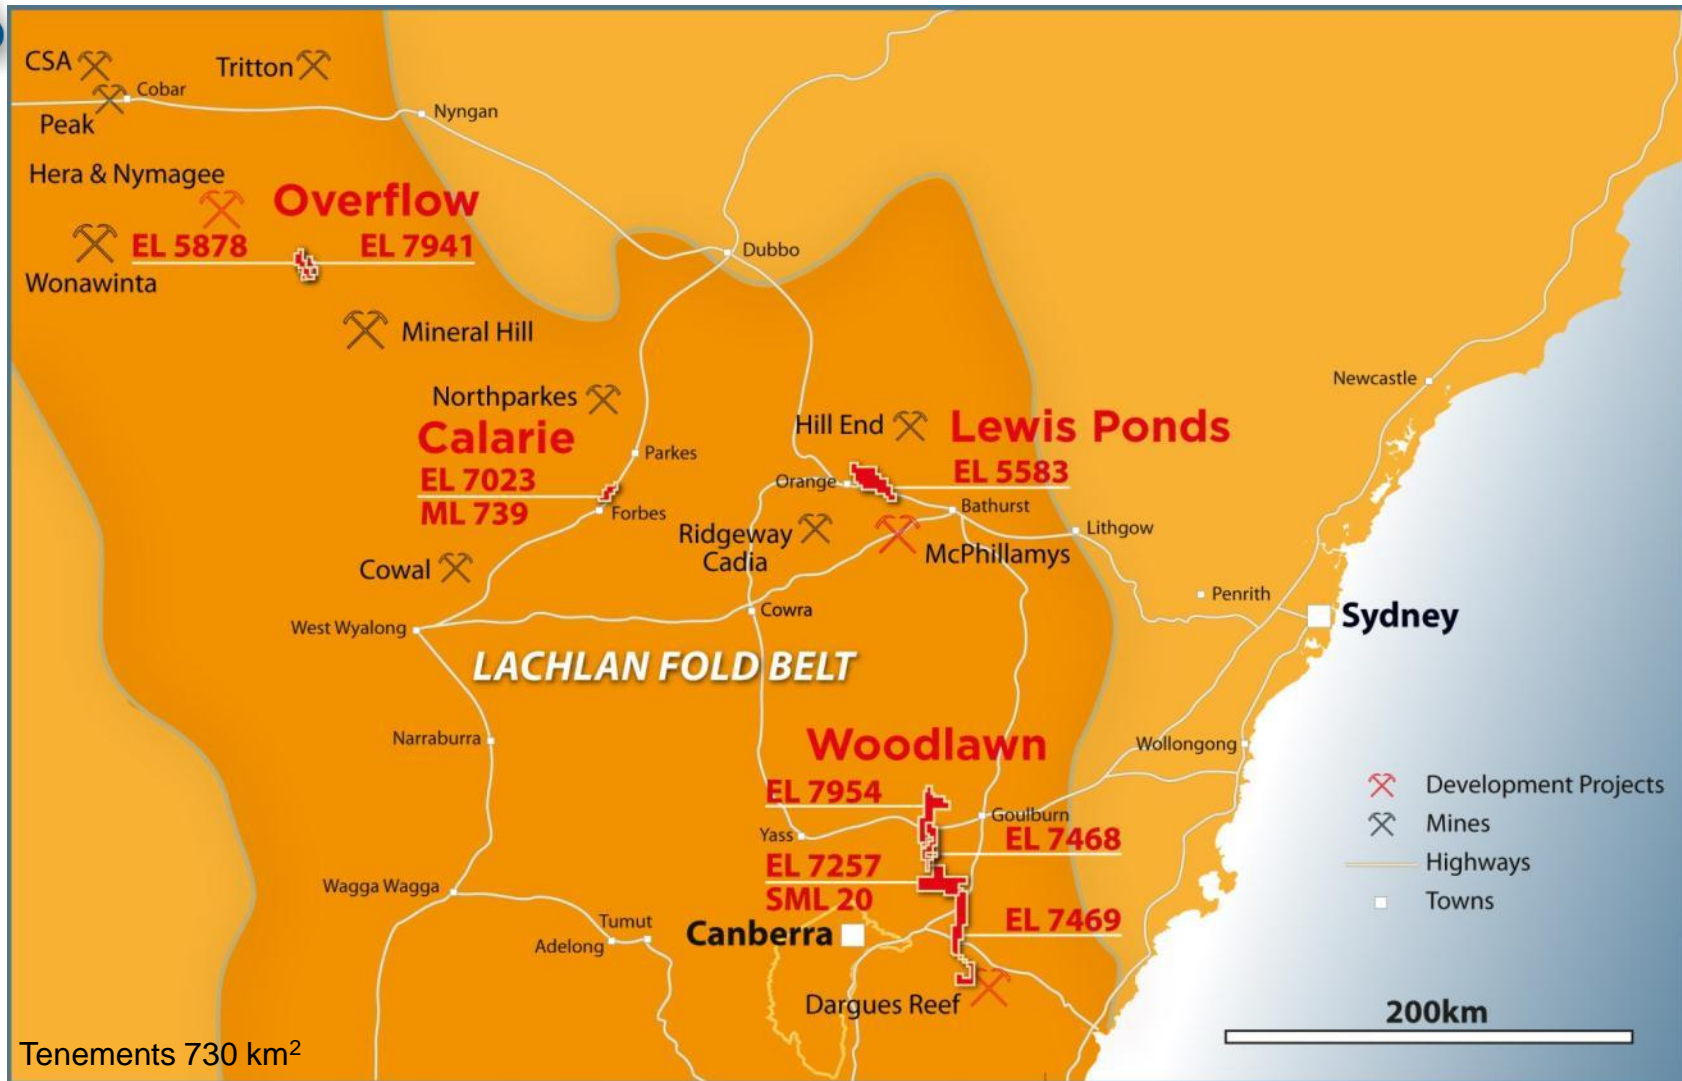 CSA
Tritton
Cobar
Peak
Nyngan
Hera & Nymagee
Overflow
EL 5878
EL 7941
Wonawinta
Dubbo
Mineral Hill
Newcastle
Northparkes
Calarie
Hill End
Lewis Ponds
Parkes
EL 7023
EL 5583
Orange
ML 739
Forbes
Bathurst
Ridgeway
Cadia
Lithgow
McPhillamys
Cowal
Penrith
Cowra
Sydney
West Wyalong
LACHLAN FOLD BELT
Narraburra
Woodlawn
Wollongong
EL 7954
Goulburn
Yass
EL 7468
EL 7257
SML 20
Wagga Wagga
EL 7469
Tumut
Adelong
Canberra
Dargues Reef
Development Projects
Mines
Highways
Towns
200km
Tenements 730 km²